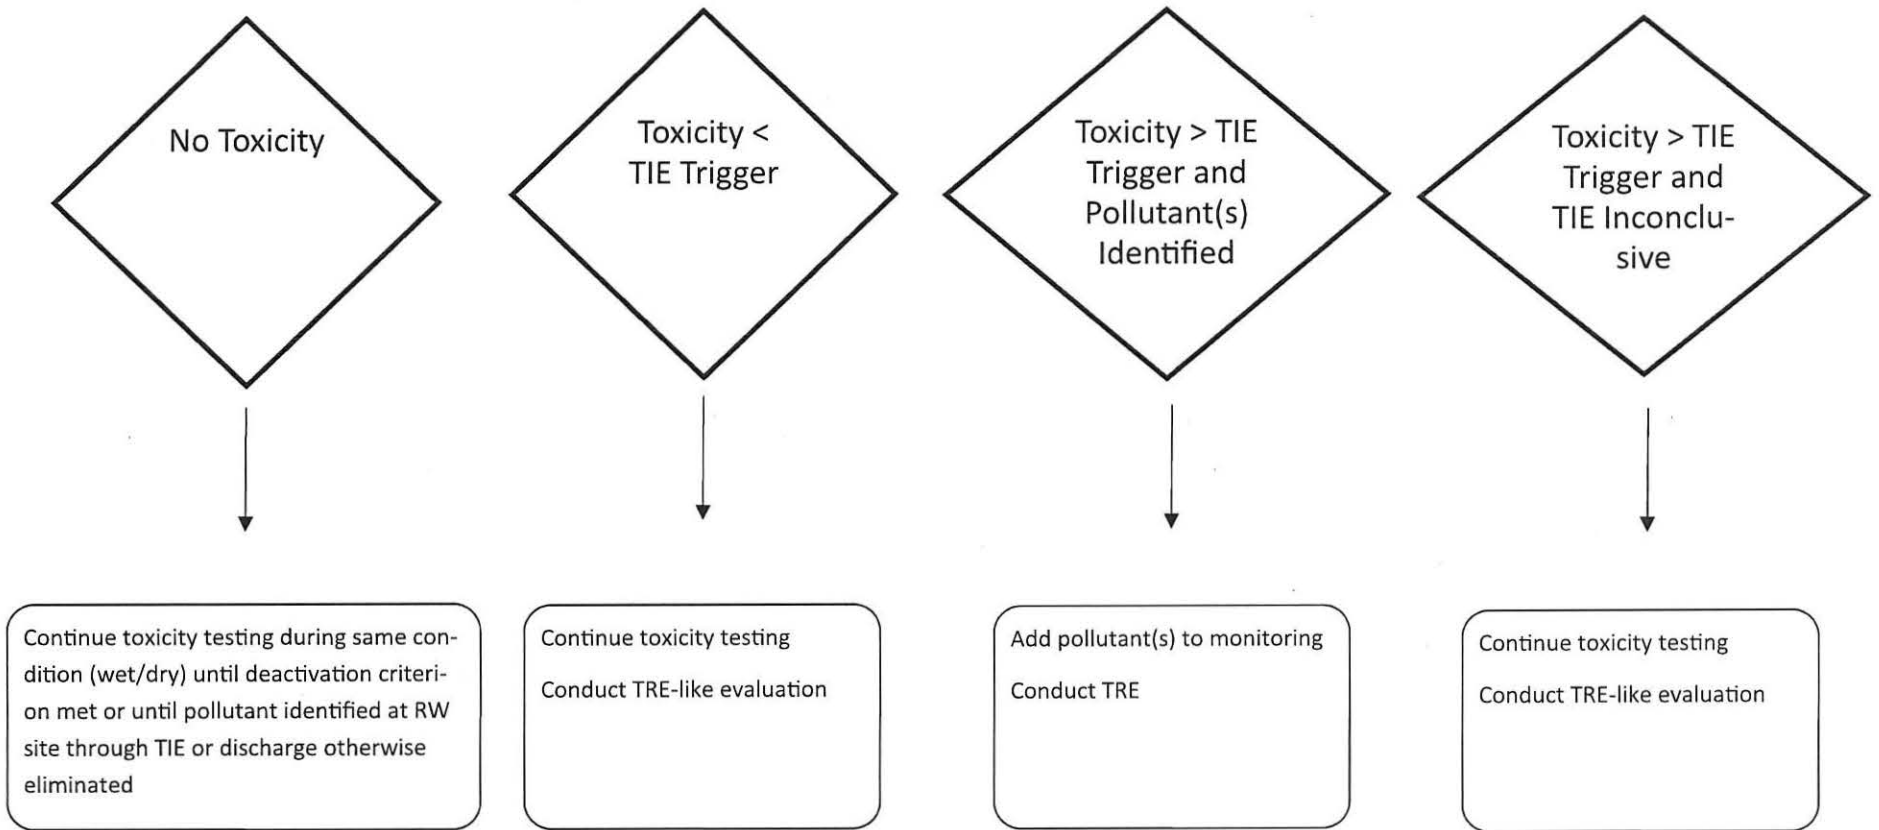 No Toxicity
Toxicity <
TIE Trigger
Toxicity > TIE
Trigger and
Pollutant(s)
Identified
Toxicity > TIE
Trigger and
TIE Inconclu-
sive
Continue toxicity testing during same con-
dition (wet/dry) until deactivation criteri-
on met or until pollutant identified at RW
site through TIE or discharge otherwise
eliminated
Continue toxicity testing
Conduct TRE-like evaluation
Add pollutant(s) to monitoring
Conduct TRE
Continue toxicity testing
Conduct TRE-like evaluation